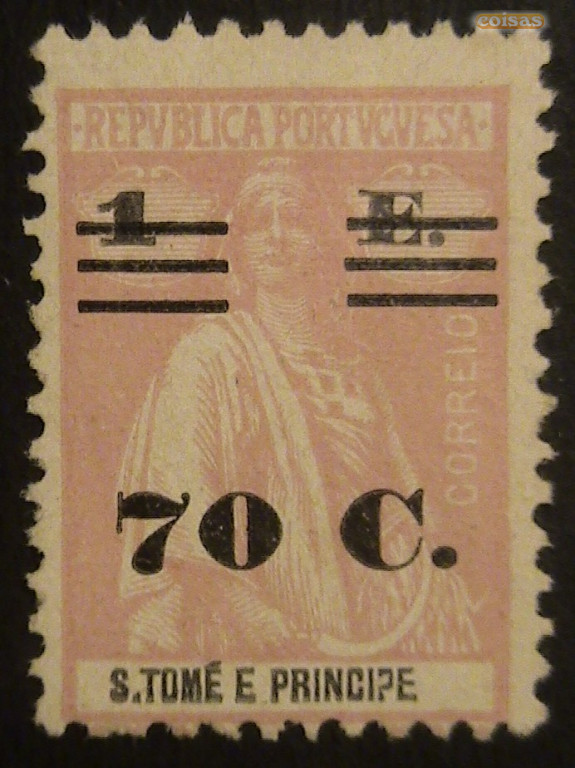 coisas
·REPVBLICA PORTVGVESA·
1 E.
CORREIO
70 C.
S.TOMÉ E PRINCIPE